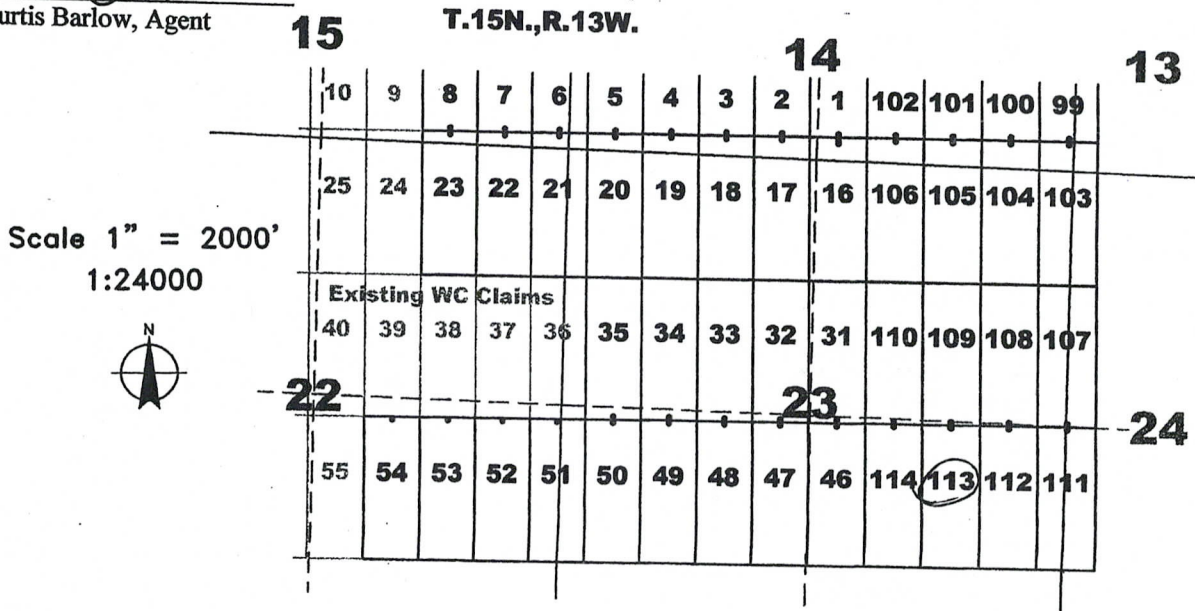 urtis Barlow, Agent
T.15N.,R.13W.
15 14 13
10 9 8 7 6 5 4 3 2 1 102 101 100 99
25 24 23 22 21 20 19 18 17 16 106 105 104 103
Scale 1" = 2000'
1:24000
Existing WC Claims
40 39 38 37 36 35 34 33 32 31 110 109 108 107
N
22 23 24
55 54 53 52 51 50 49 48 47 46 114 113 112 111